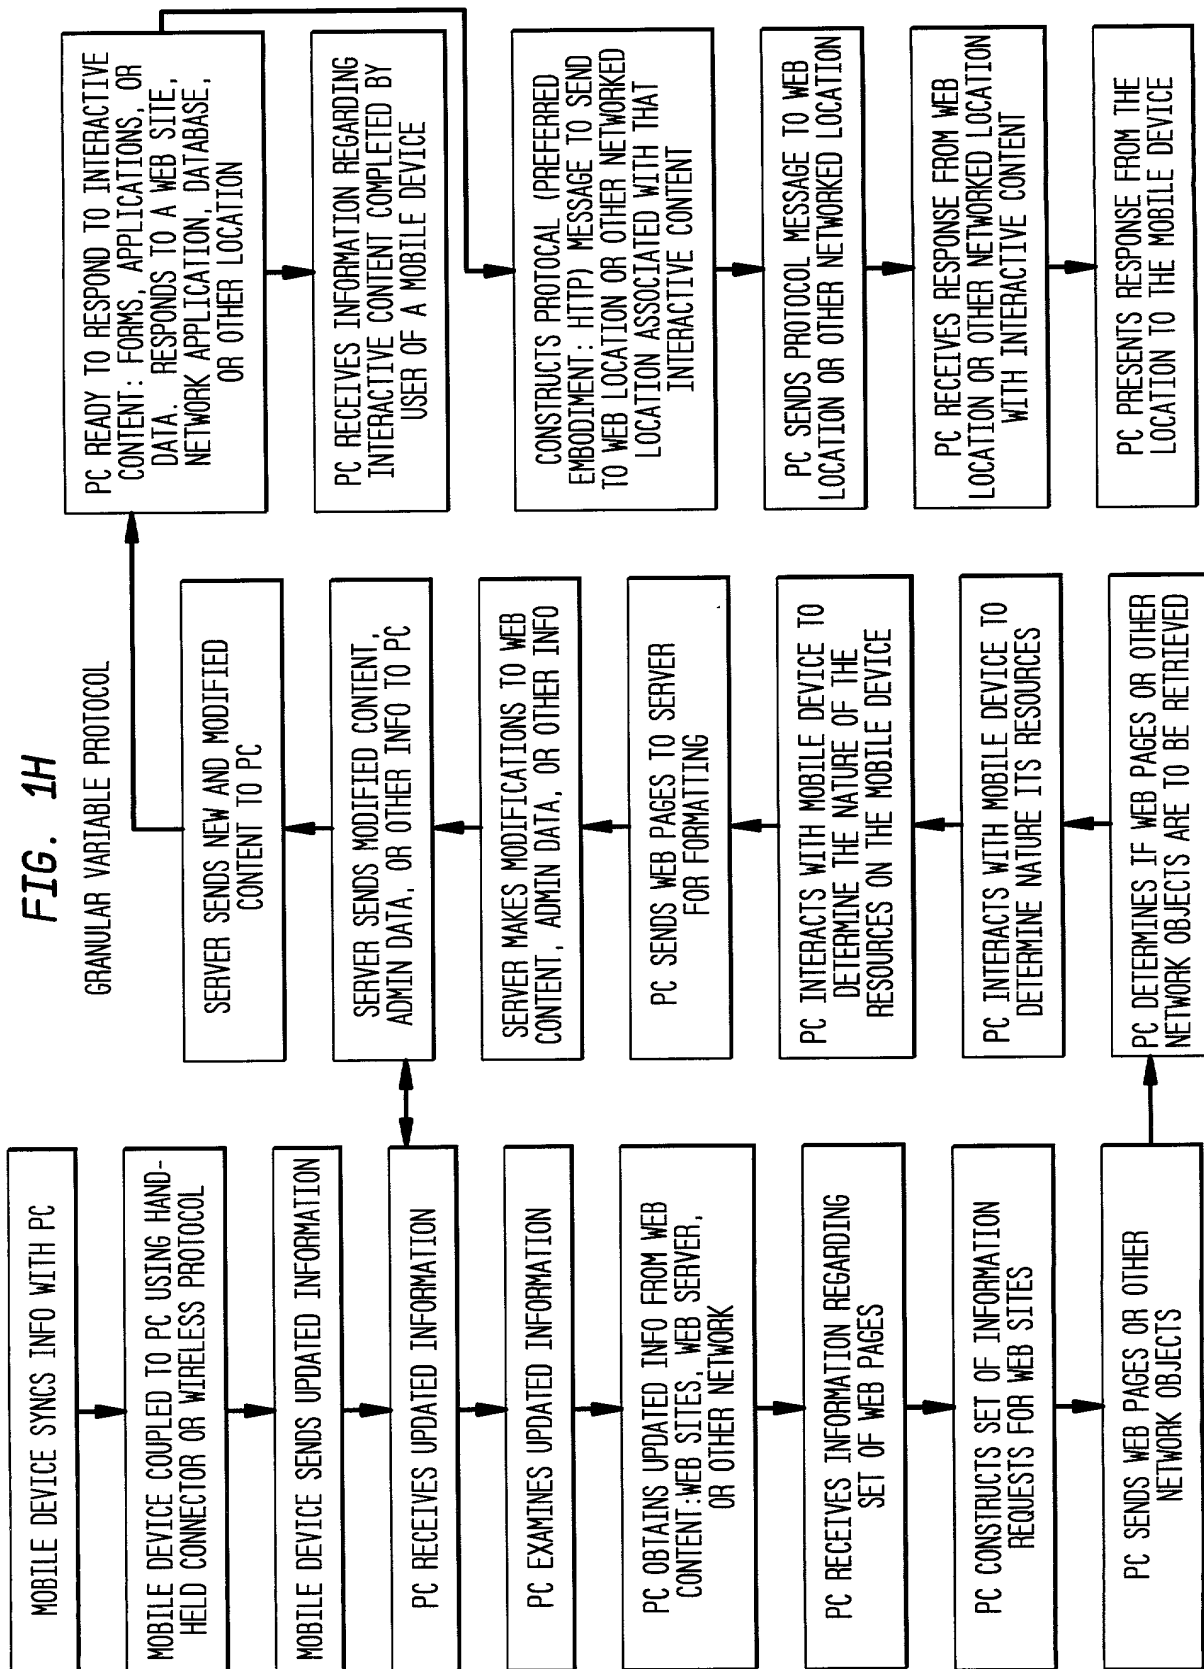 FIG. 1H
GRANULAR VARIABLE PROTOCOL
MOBILE DEVICE SYNCS INFO WITH PC
MOBILE DEVICE COUPLED TO PC USING HAND-
HELD CONNECTOR OR WIRELESS PROTOCOL
MOBILE DEVICE SENDS UPDATED INFORMATION
PC RECEIVES UPDATED INFORMATION
PC EXAMINES UPDATED INFORMATION
PC OBTAINS UPDATED INFO FROM WEB
CONTENT:WEB SITES, WEB SERVER,
OR OTHER NETWORK
PC RECEIVES INFORMATION REGARDING
SET OF WEB PAGES
PC CONSTRUCTS SET OF INFORMATION
REQUESTS FOR WEB SITES
PC SENDS WEB PAGES OR OTHER
NETWORK OBJECTS
SERVER SENDS NEW AND MODIFIED
CONTENT TO PC
SERVER SENDS MODIFIED CONTENT,
ADMIN DATA, OR OTHER INFO TO PC
SERVER MAKES MODIFICATIONS TO WEB
CONTENT, ADMIN DATA, OR OTHER INFO
PC SENDS WEB PAGES TO SERVER
FOR FORMATTING
PC INTERACTS WITH MOBILE DEVICE TO
DETERMINE THE NATURE OF THE
RESOURCES ON THE MOBILE DEVICE
PC INTERACTS WITH MOBILE DEVICE TO
DETERMINE NATURE ITS RESOURCES
PC DETERMINES IF WEB PAGES OR OTHER
NETWORK OBJECTS ARE TO BE RETRIEVED
PC READY TO RESPOND TO INTERACTIVE
CONTENT: FORMS, APPLICATIONS, OR
DATA. RESPONDS TO A WEB SITE,
NETWORK APPLICATION, DATABASE,
OR OTHER LOCATION
PC RECEIVES INFORMATION REGARDING
INTERACTIVE CONTENT COMPLETED BY
USER OF A MOBILE DEVICE
CONSTRUCTS PROTOCAL (PREFERRED
EMBODIMENT: HTTP) MESSAGE TO SEND
TO WEB LOCATION OR OTHER NETWORKED
LOCATION ASSOCIATED WITH THAT
INTERACTIVE CONTENT
PC SENDS PROTOCOL MESSAGE TO WEB
LOCATION OR OTHER NETWORKED LOCATION
PC RECEIVES RESPONSE FROM WEB
LOCATION OR OTHER NETWORKED LOCATION
WITH INTERACTIVE CONTENT
PC PRESENTS RESPONSE FROM THE
LOCATION TO THE MOBILE DEVICE